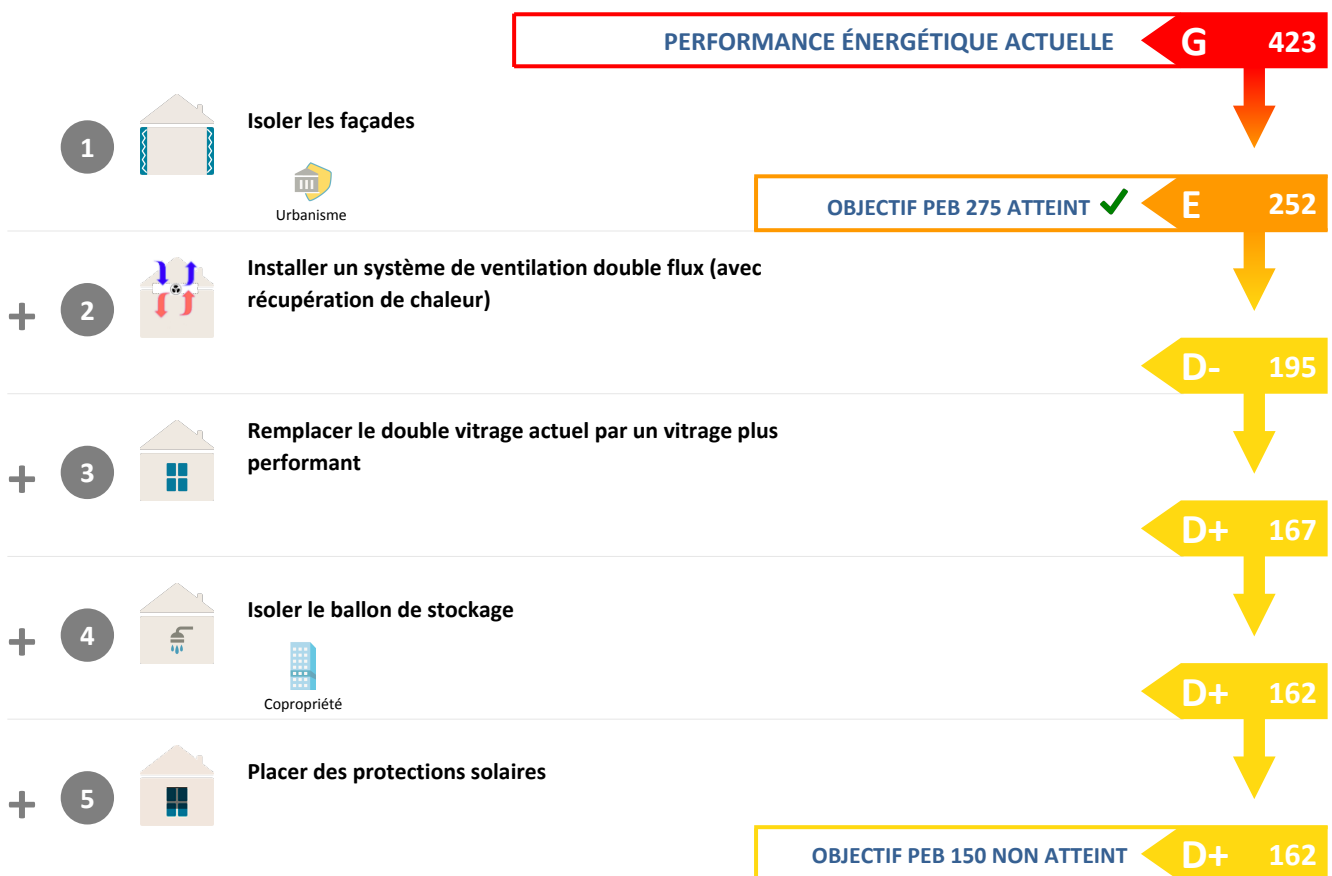 PERFORMANCE ÉNERGÉTIQUE ACTUELLE G 423
1 Isoler les façades
Urbanisme
OBJECTIF PEB 275 ATTEINT ✔ E 252
+ 2 Installer un système de ventilation double flux (avec
récupération de chaleur)
D- 195
+ 3 Remplacer le double vitrage actuel par un vitrage plus
performant
D+ 167
+ 4 Isoler le ballon de stockage
Copropriété
D+ 162
+ 5 Placer des protections solaires
OBJECTIF PEB 150 NON ATTEINT D+ 162